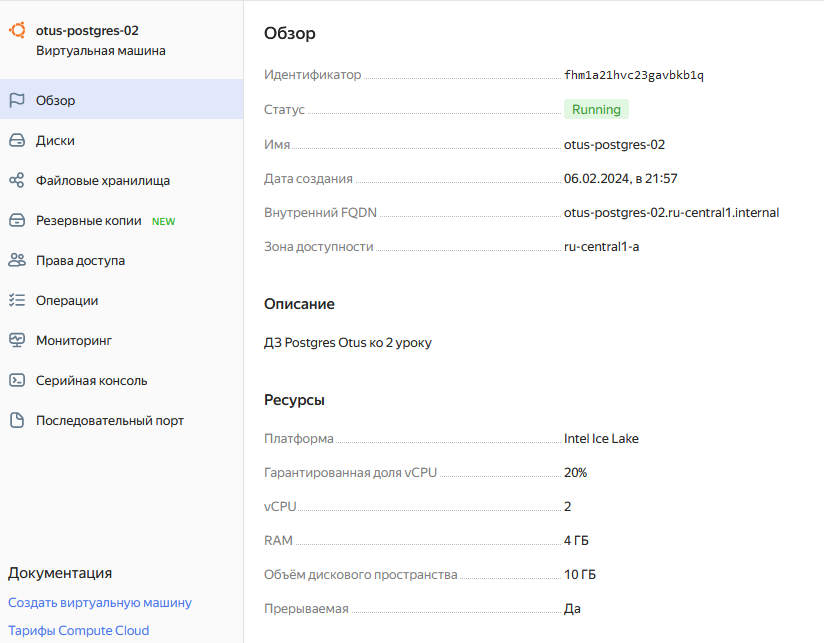 otus-postgres-02
Виртуальная машина
Обзор
Диски
Файловые хранилища
Резервные копии NEW
Права доступа
Операции
Мониторинг
Серийная консоль
Последовательный порт
Документация
Создать виртуальную машину
Тарифы Compute Cloud
Обзор
Идентификатор fhm1a21hvc23gavbkb1q
Статус Running
Имя otus-postgres-02
Дата создания 06.02.2024, в 21:57
Внутренний FQDN otus-postgres-02.ru-central1.internal
Зона доступности ru-central1-a
Описание
ДЗ Postgres Otus ко 2 уроку
Ресурсы
Платформа Intel Ice Lake
Гарантированная доля vCPU 20%
vCPU 2
RAM 4 ГБ
Объём дискового пространства 10 ГБ
Прерываемая Да